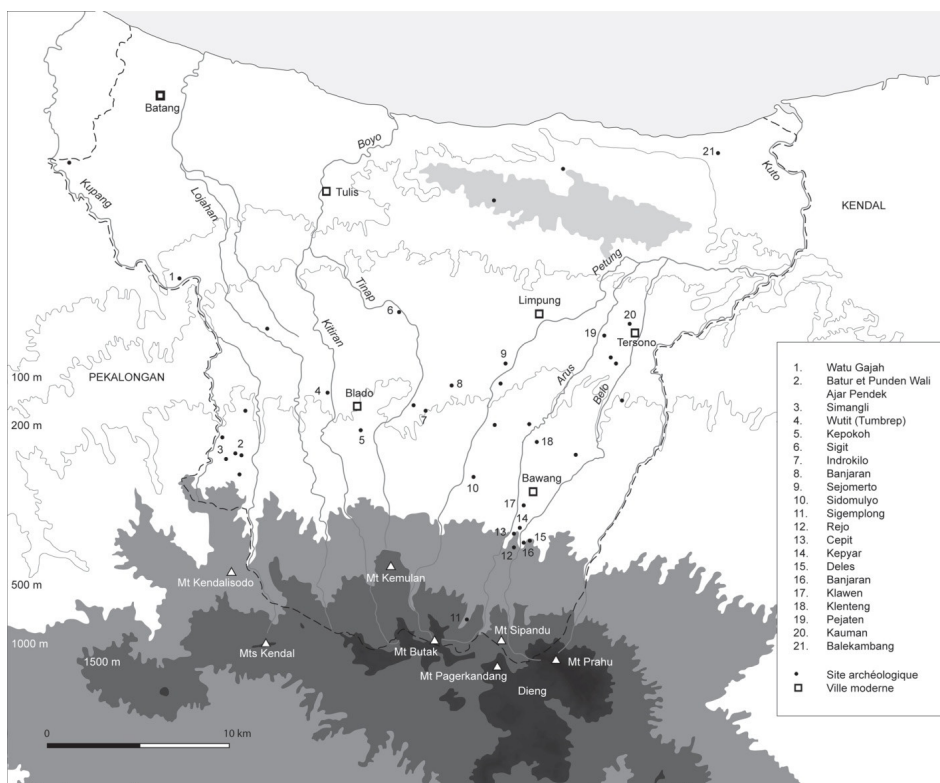 Batang
Boyo
21
Kuto
Kupang
Lojahan
Tulis
KENDAL
1
Tinap
Petung
6
Limpung
20
Kitiran
19
Tersono
9
Arus
100 m
PEKALONGAN
4
8
Belo
Blado
200 m
7
5
18
3
2
10
Bawang
17
14
13
15
12
16
500 m
Mt Kendalisodo
Mt Kemulan
11
1000 m
Mts Kendal
Mt Butak
Mt Sipandu
1500 m
Mt Pagerkandang
Mt Prahu
Dieng
0
10 km
1. Watu Gajah
2. Batur et Punden Wali
Ajar Pendek
3. Simangli
4. Wutit (Tumbrep)
5. Kepokoh
6. Sigit
7. Indrokilo
8. Banjaran
9. Sejomerto
10. Sidomulyo
11. Sigemplong
12. Rejo
13. Cepit
14. Kepyar
15. Deles
16. Banjaran
17. Klawen
18. Klenteng
19. Pejaten
20. Kauman
21. Balekambang
Site archéologique
Ville moderne